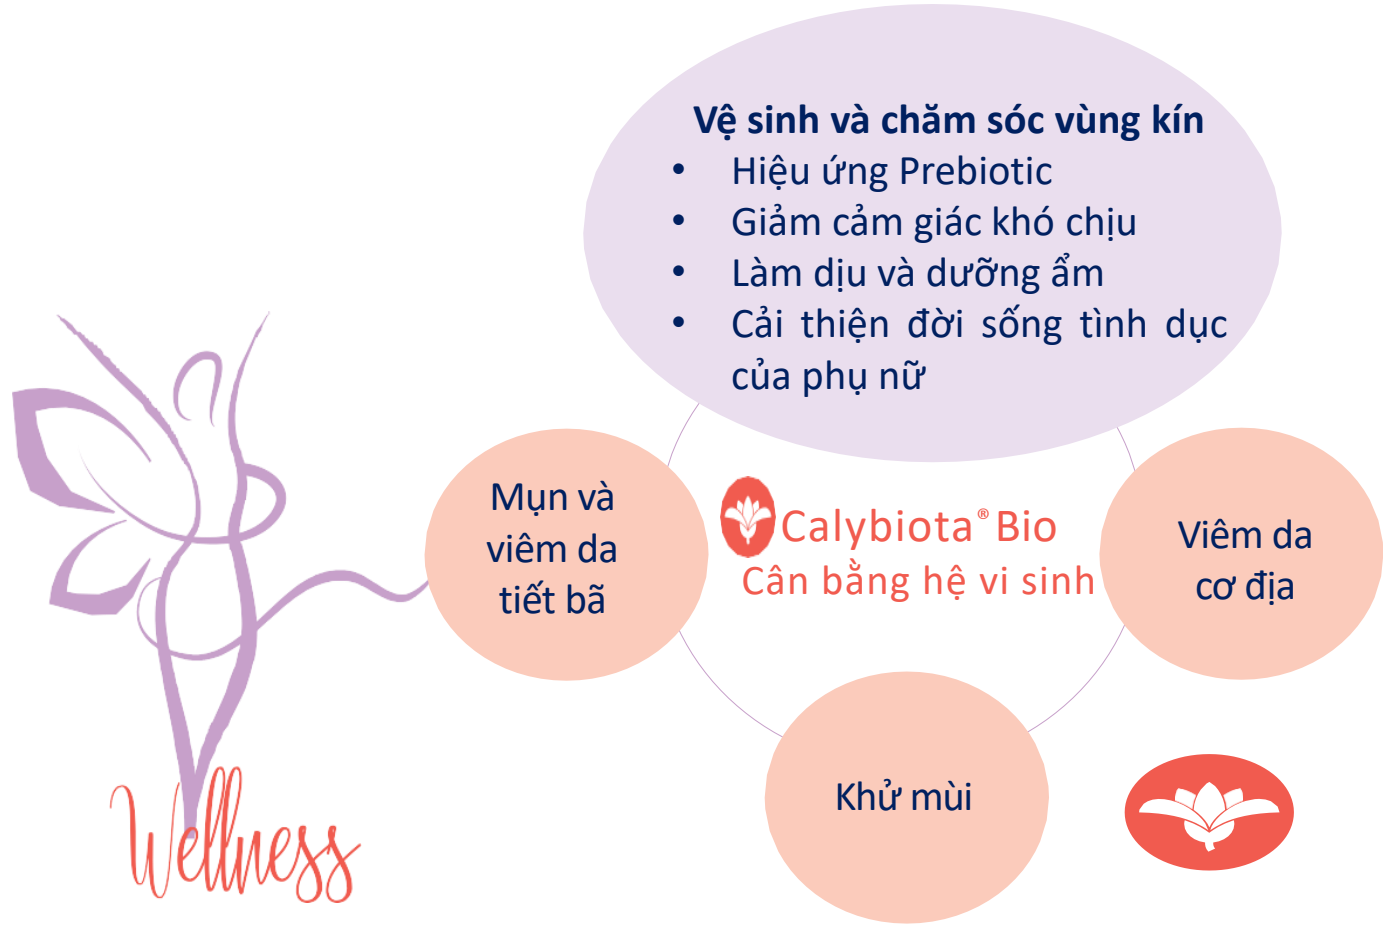 Vệ sinh và chăm sóc vùng kín
• Hiệu ứng Prebiotic
• Giảm cảm giác khó chịu
• Làm dịu và dưỡng ẩm
• Cải thiện đời sống tình dục
của phụ nữ
Mụn và
viêm da
tiết bã
Calybiota® Bio
Cân bằng hệ vi sinh
Viêm da
cơ địa
Khử mùi
Wellness